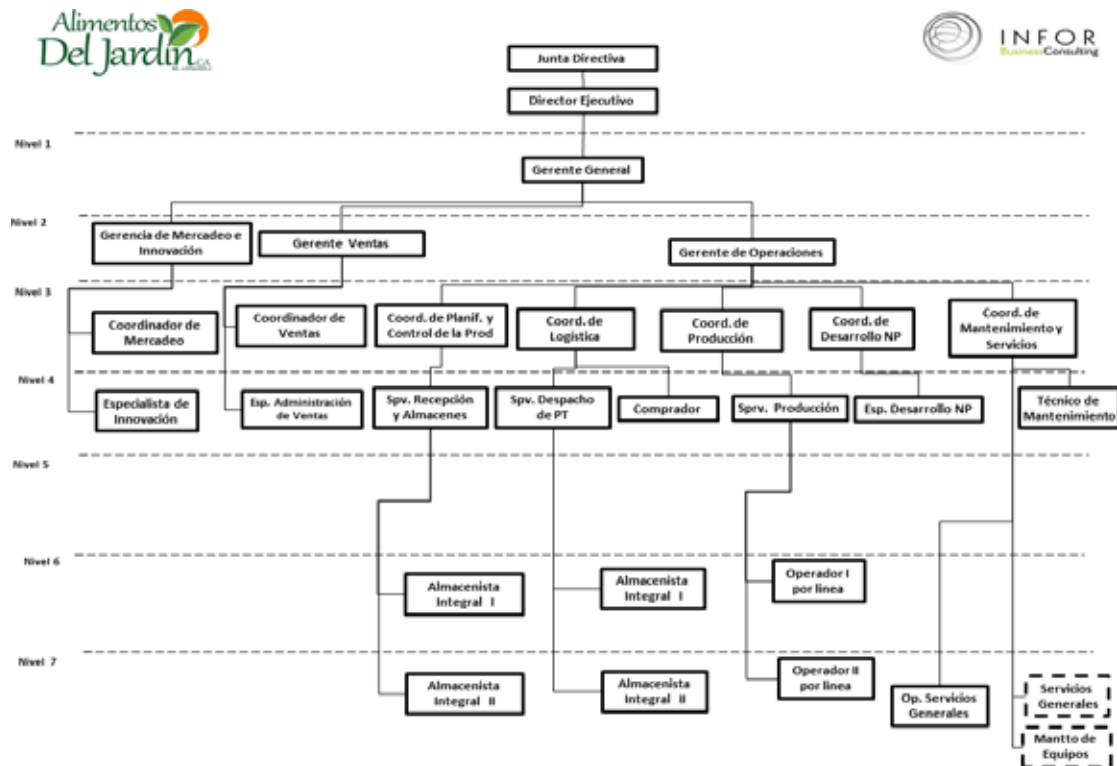 Alimentos
Del Jardín C.A.
INFOR
BusinessConsulting
Junta Directiva
Director Ejecutivo
Nivel 1
Gerente General
Nivel 2
Gerencia de Mercadeo e
Innovación
Gerente Ventas
Gerente de Operaciones
Nivel 3
Coordinador de
Mercadeo
Coordinador de
Ventas
Coord. de Planif. y
Control de la Prod
Coord. de
Logística
Coord. de
Producción
Coord. de
Desarrollo NP
Coord. de
Mantenimiento y
Servicios
Nivel 4
Especialista de
Innovación
Esp. Administración
de Ventas
Spv. Recepción
y Almacenes
Spv. Despacho
de PT
Comprador
Sprv. Producción
Esp. Desarrollo NP
Técnico de
Mantenimiento
Nivel 5
Nivel 6
Almacenista
Integral I
Almacenista
Integral I
Operador I
por linea
Nivel 7
Almacenista
Integral II
Almacenista
Integral II
Operador II
por linea
Op. Servicios
Generales
Servicios
Generales
Mantto de
Equipos